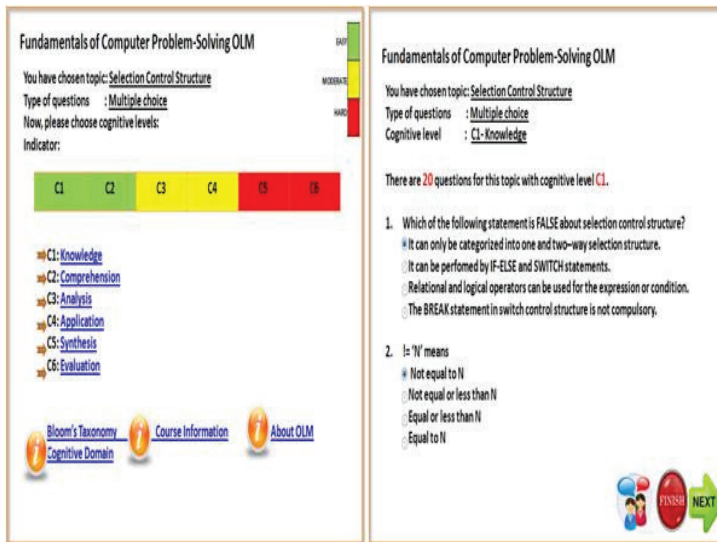 Fundamentals of Computer Problem-Solving OLM
EASY
MODERATE
HARD
You have chosen topic: Selection Control Structure
Type of questions : Multiple choice
Now, please choose cognitive levels:
Indicator:
C1 C2 C3 C4 C5 C6
C1: Knowledge
C2: Comprehension
C3: Analysis
C4: Application
C5: Synthesis
C6: Evaluation
Bloom's Taxonomy
Cognitive Domain
Course Information
About OLM
Fundamentals of Computer Problem-Solving OLM
You have chosen topic: Selection Control Structure
Type of questions : Multiple choice
Cognitive level : C1- Knowledge
There are 20 questions for this topic with cognitive level C1.
1. Which of the following statement is FALSE about selection control structure?
It can only be categorized into one and two-way selection structure.
It can be perfomed by IF-ELSE and SWITCH statements.
Relational and logical operators can be used for the expression or condition.
The BREAK statement in switch control structure is not compulsory.
2. != 'N' means
Not equal to N
Not equal or less than N
Equal or less than N
Equal to N
FINISH
NEXT